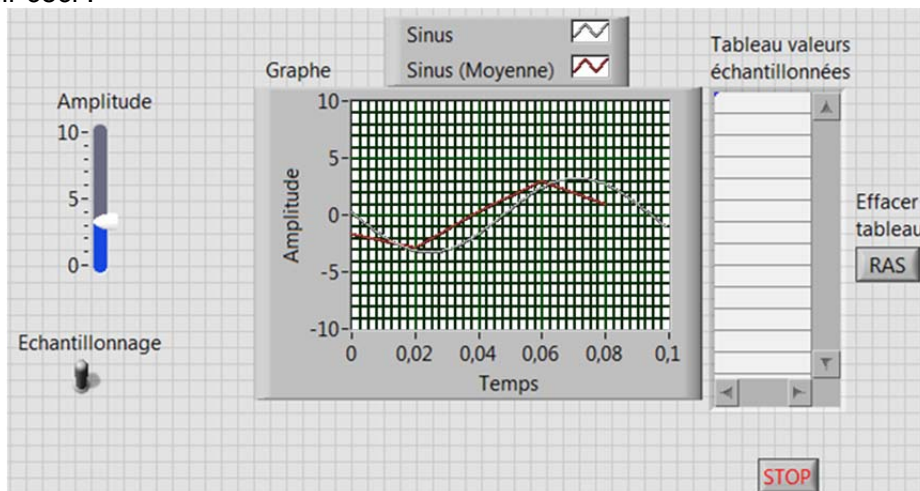 Sinus
Sinus (Moyenne)
Tableau valeurs
échantillonnées
Graphe
Amplitude
10
5
0
Amplitude
10
5
0
-5
-10
0 0,02 0,04 0,06 0,08 0,1
Temps
Effacer
tableau
RAS
Echantillonnage
STOP